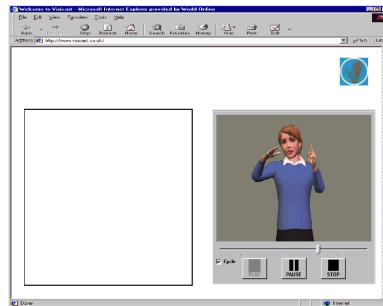 Welcome to Visicast - Microsoft Internet Explorer provided by World Online
File Edit View Favorites Tools Help
Back Stop Refresh Home Search Favorites History Mail Print Edit
Address http://www.visicast.co.uk/ Go
Cycle
PLAY PAUSE STOP
Done Internet